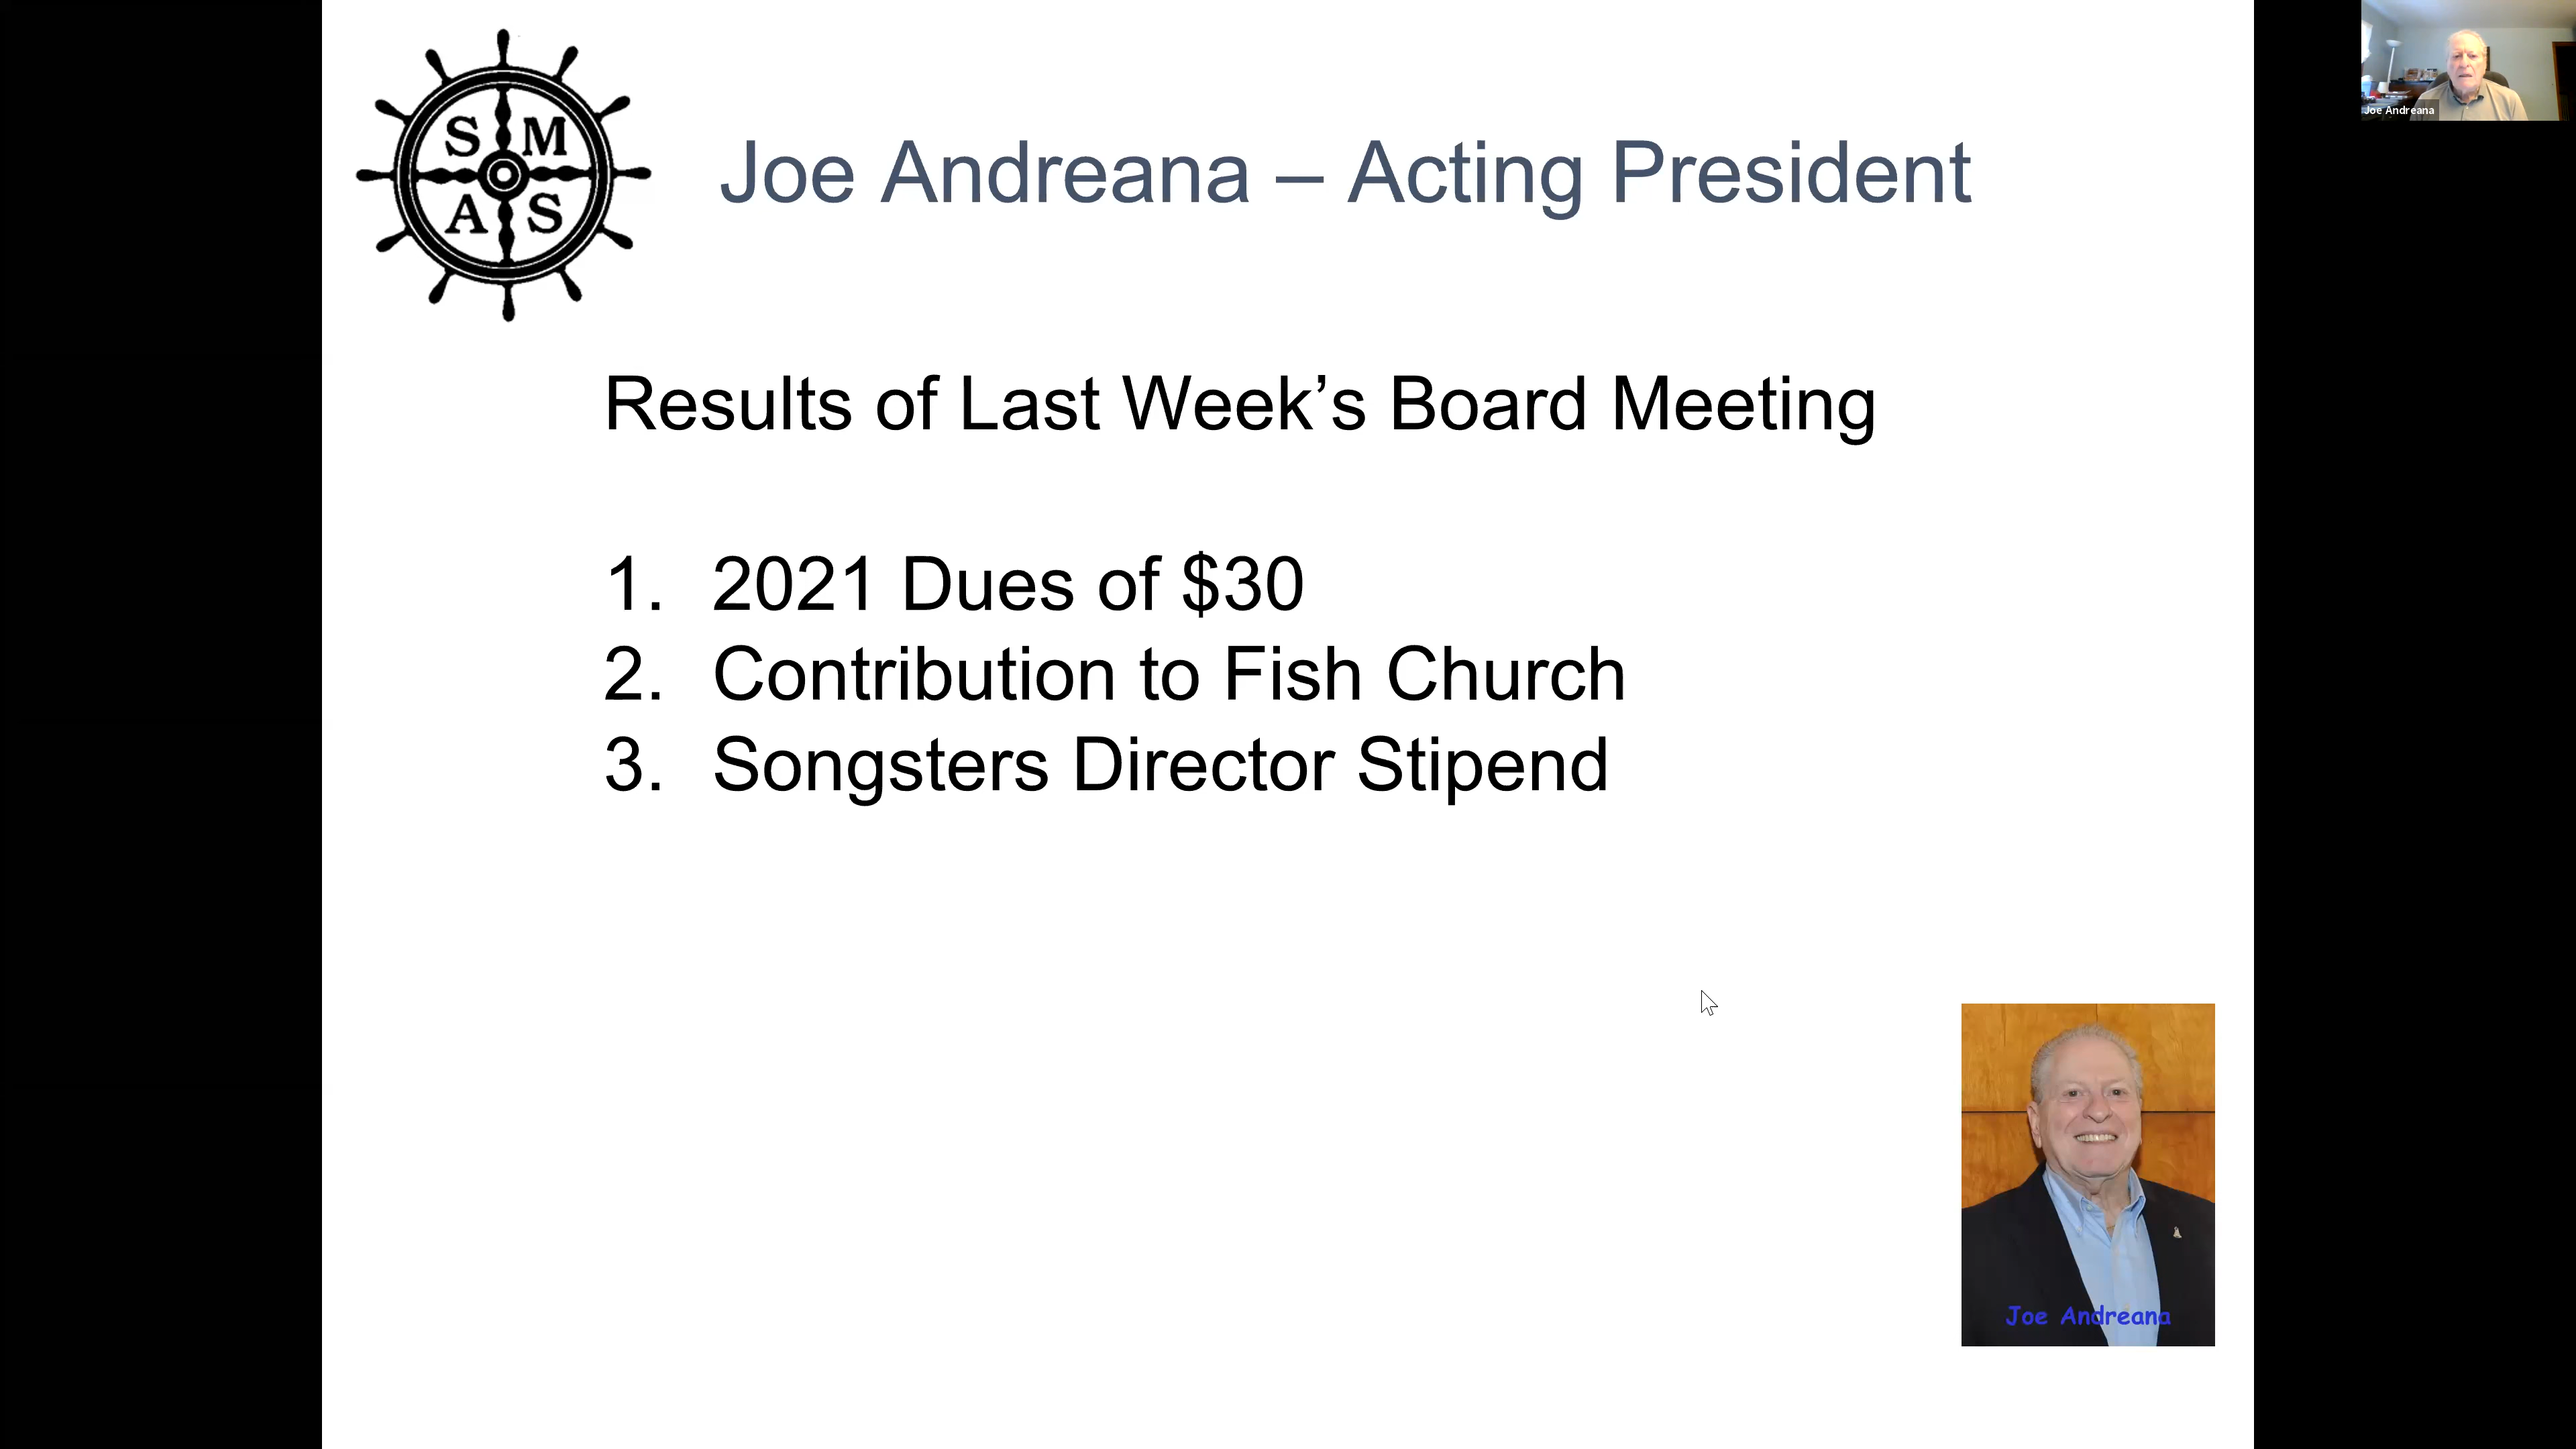 S M
A S
Joe Andreana – Acting President
Joe Andreana
Results of Last Week’s Board Meeting
1. 2021 Dues of $30
2. Contribution to Fish Church
3. Songsters Director Stipend
Joe Andreana